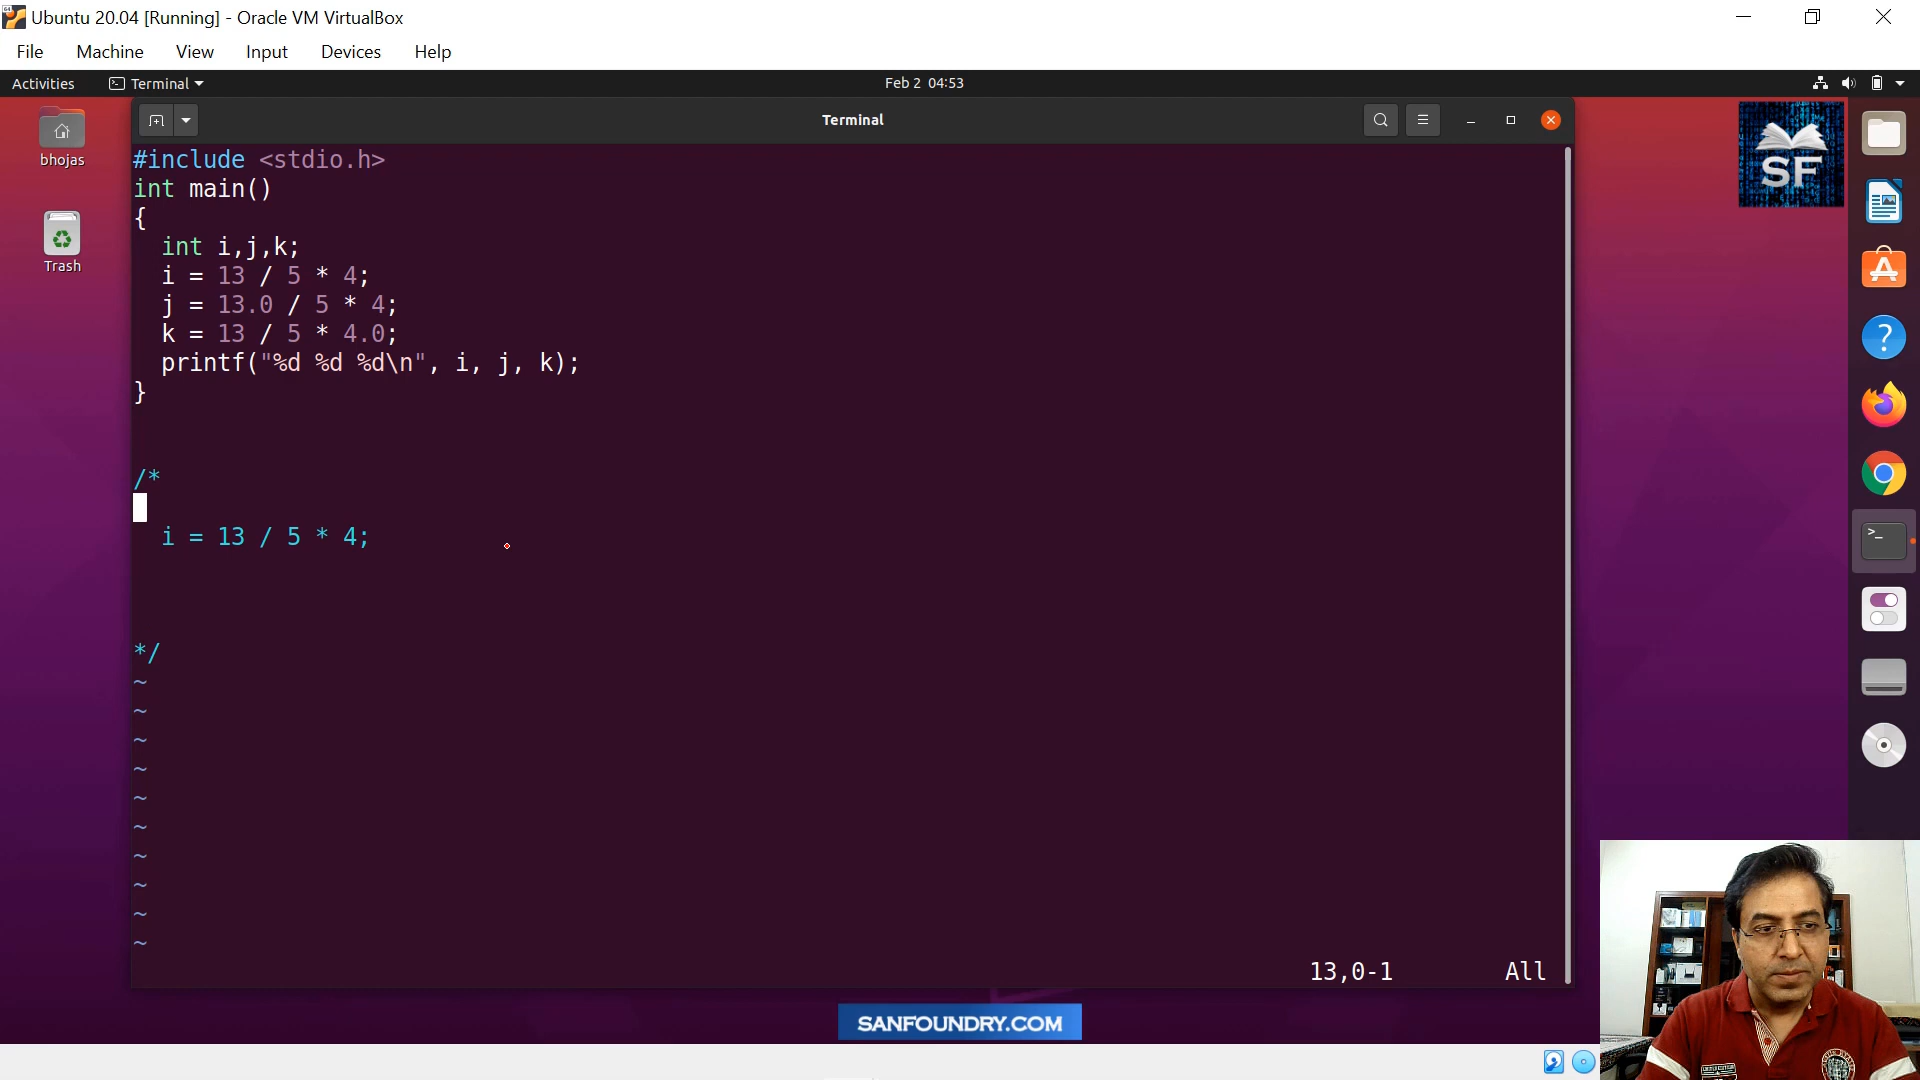 Ubuntu 20.04 [Running] - Oracle VM VirtualBox
File Machine View Input Devices Help
Activities Terminal Feb 2 04:53
Terminal
bhojas
Trash
SF
#include <stdio.h>
int main()
{
int i,j,k;
i = 13 / 5 * 4;
j = 13.0 / 5 * 4;
k = 13 / 5 * 4.0;
printf("%d %d %d\n", i, j, k);
}
/*
i = 13 / 5 * 4;
*/
~
~
~
~
~
~
~
~
~
~
13,0-1 All
SANFOUNDRY.COM